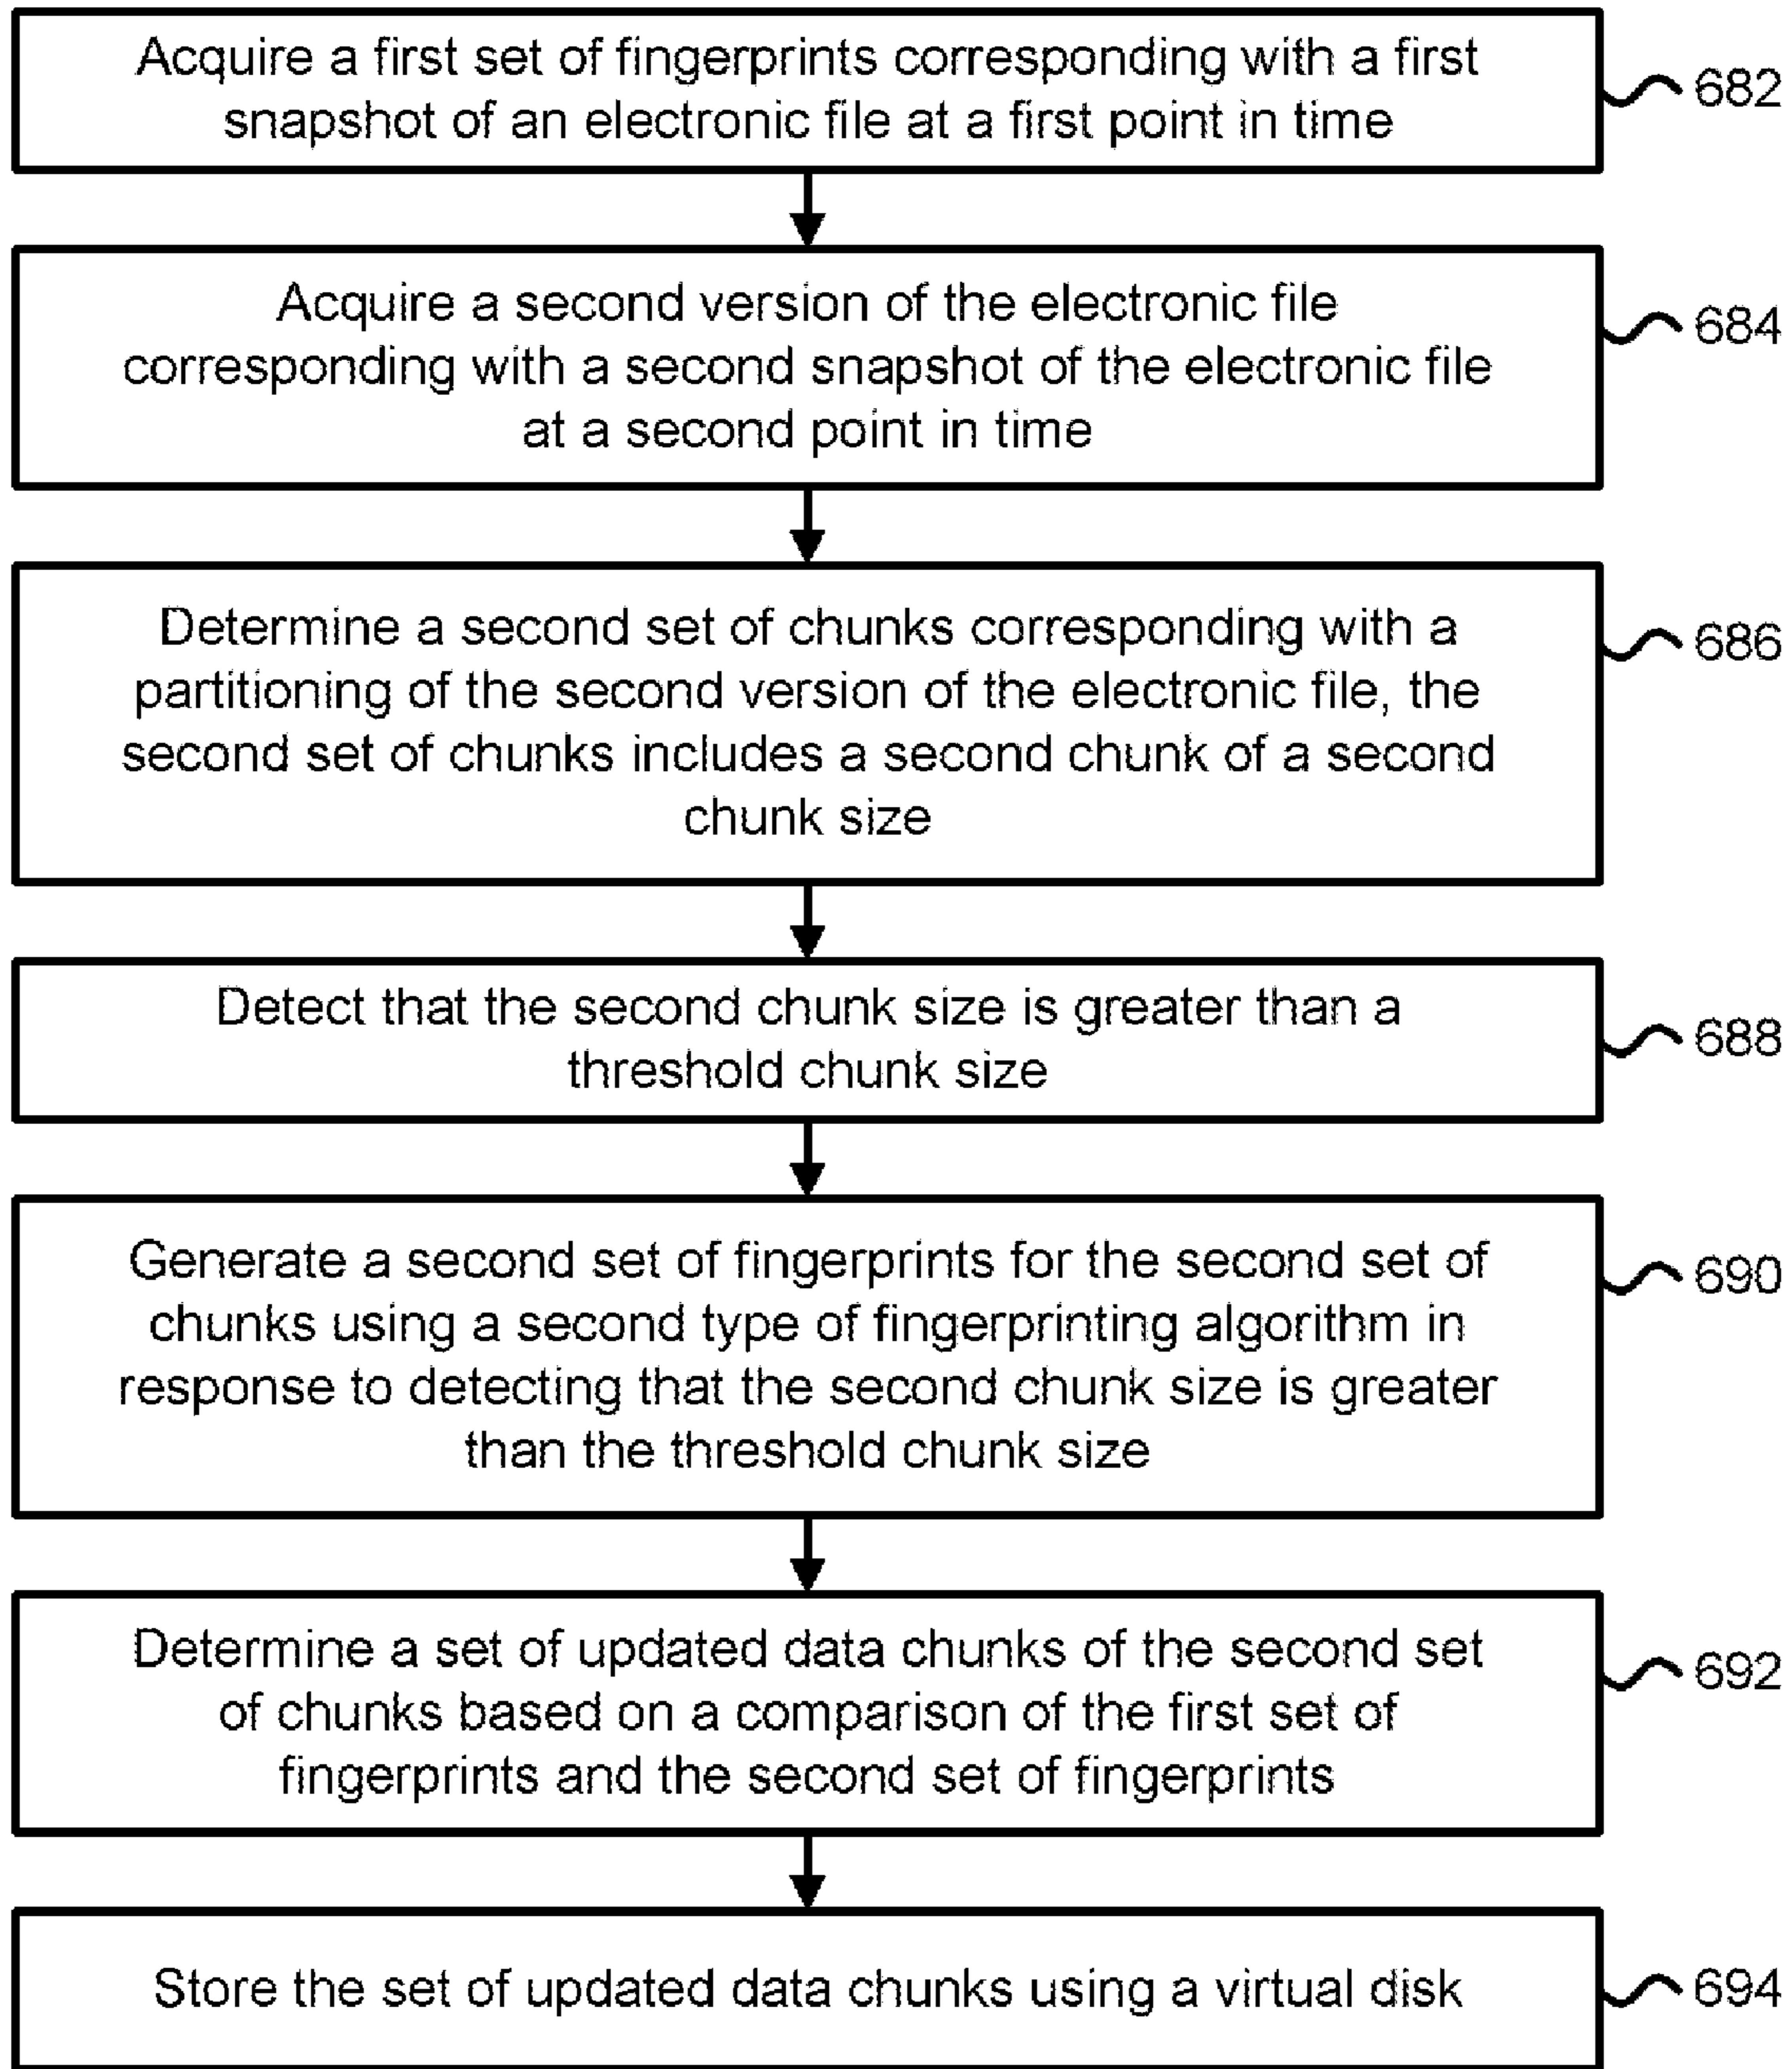 Acquire a first set of fingerprints corresponding with a first
snapshot of an electronic file at a first point in time
682
Acquire a second version of the electronic file
corresponding with a second snapshot of the electronic file
at a second point in time
684
Determine a second set of chunks corresponding with a
partitioning of the second version of the electronic file, the
second set of chunks includes a second chunk of a second
chunk size
686
Detect that the second chunk size is greater than a
threshold chunk size
688
Generate a second set of fingerprints for the second set of
chunks using a second type of fingerprinting algorithm in
response to detecting that the second chunk size is greater
than the threshold chunk size
690
Determine a set of updated data chunks of the second set
of chunks based on a comparison of the first set of
fingerprints and the second set of fingerprints
692
Store the set of updated data chunks using a virtual disk
694